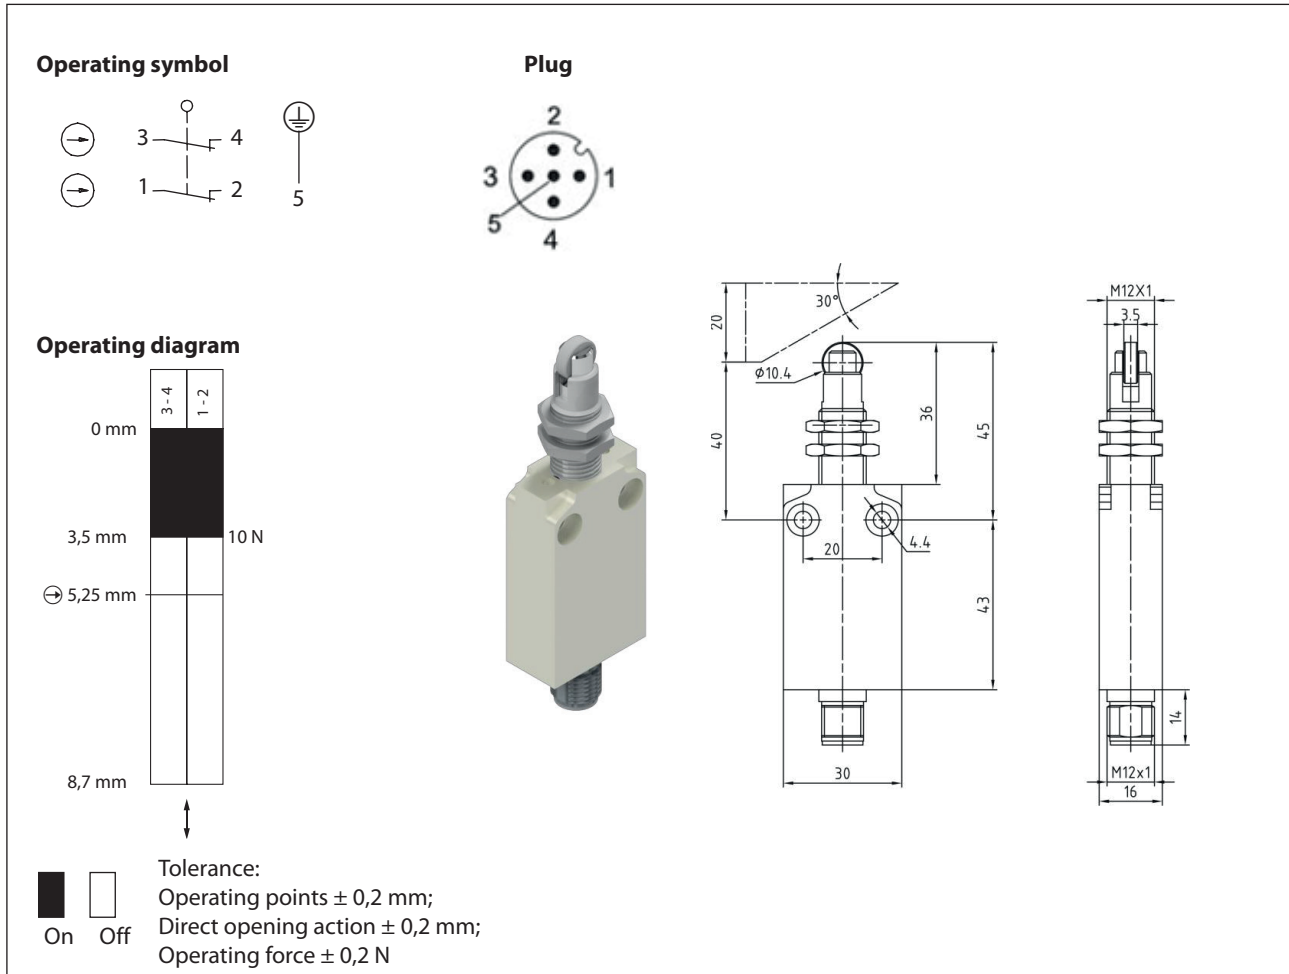 Operating symbol
Plug
3 4
1 2
5
2
3 1
5
4
Operating diagram
3 - 4
1 - 2
0 mm
3,5 mm
10 N
5,25 mm
8,7 mm
On Off
Tolerance:
Operating points ± 0,2 mm;
Direct opening action ± 0,2 mm;
Operating force ± 0,2 N
30°
20
φ10.4
40
36
45
20
4.4
43
30
M12X1
3.5
14
M12x1
16